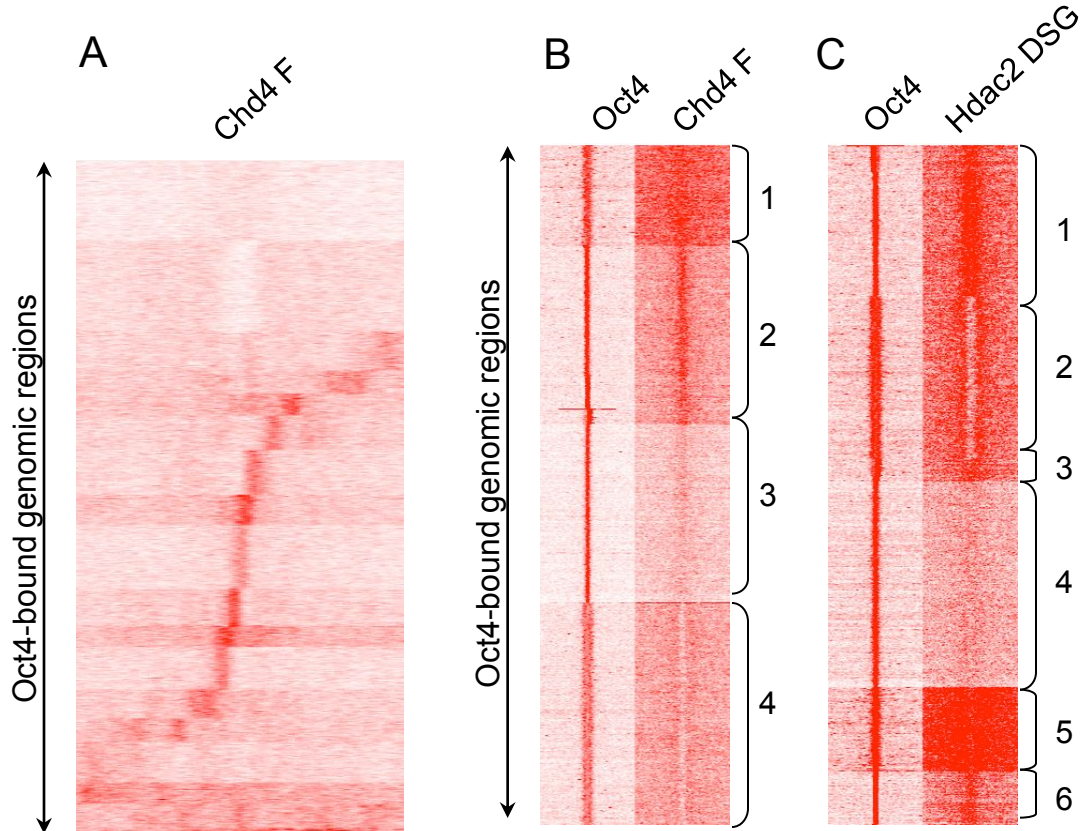 A
Chd4 F
Oct4-bound genomic regions
B
Oct4
Chd4 F
Oct4-bound genomic regions
1
2
3
4
C
Oct4
Hdac2 DSG
1
2
3
4
5
6